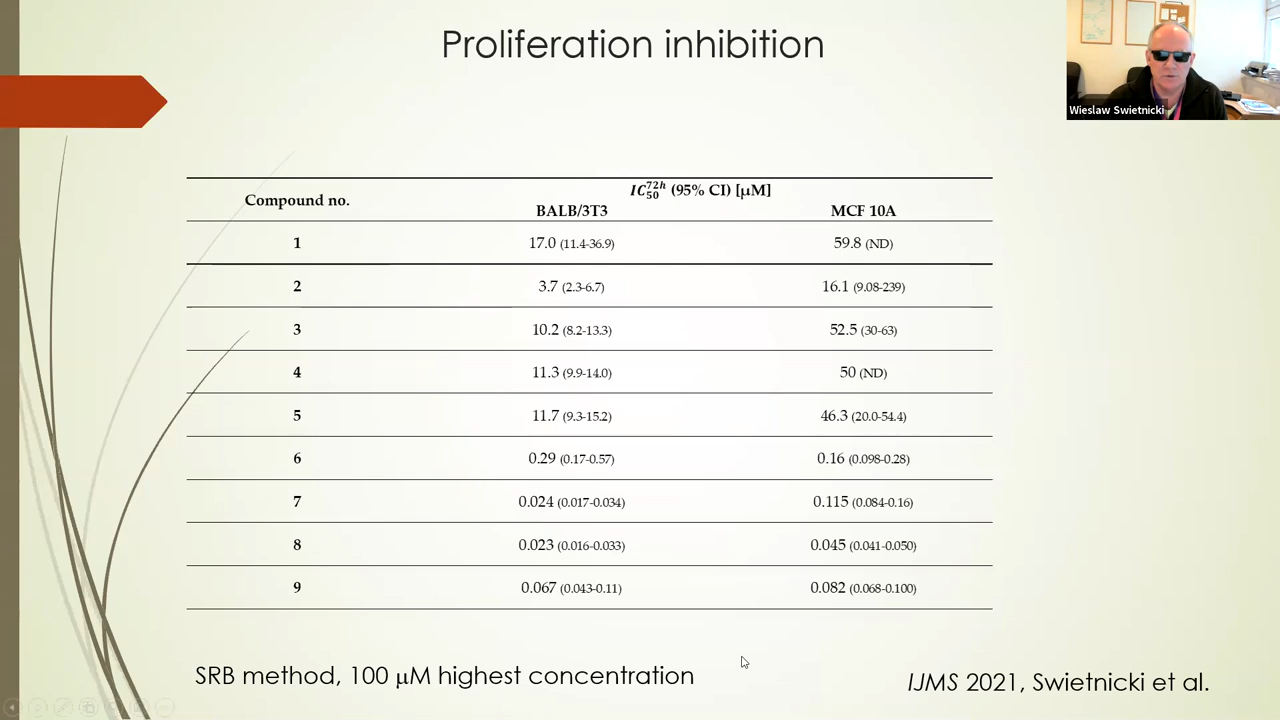 Proliferation inhibition
Wieslaw Swietnicki
Compound no.
IC₅₀⁷²ʰ (95% CI) [µM]
BALB/3T3 MCF 10A
1 17.0 (11.4-36.9) 59.8 (ND)
2 3.7 (2.3-6.7) 16.1 (9.08-239)
3 10.2 (8.2-13.3) 52.5 (30-63)
4 11.3 (9.9-14.0) 50 (ND)
5 11.7 (9.3-15.2) 46.3 (20.0-54.4)
6 0.29 (0.17-0.57) 0.16 (0.098-0.28)
7 0.024 (0.017-0.034) 0.115 (0.084-0.16)
8 0.023 (0.016-0.033) 0.045 (0.041-0.050)
9 0.067 (0.043-0.11) 0.082 (0.068-0.100)
SRB method, 100 µM highest concentration
IJMS 2021, Swietnicki et al.